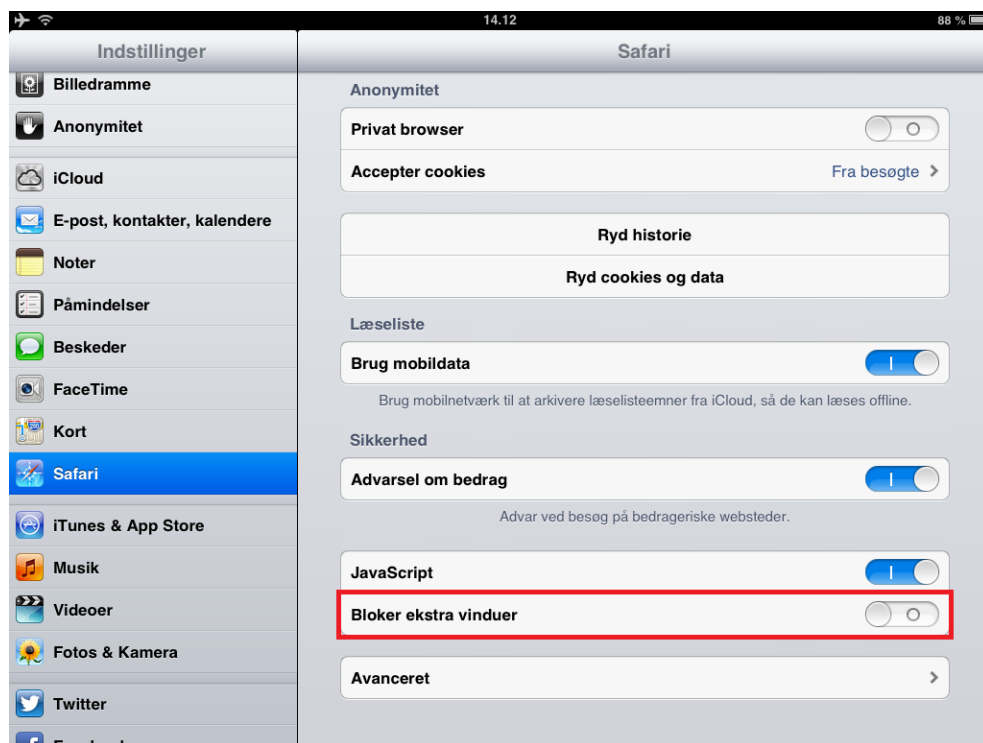 14.12
88 %
Indstillinger
Billedramme
Anonymitet
iCloud
E-post, kontakter, kalendere
Noter
Påmindelser
Beskeder
FaceTime
Kort
Safari
iTunes & App Store
Musik
Videoer
Fotos & Kamera
Twitter
Safari
Anonymitet
Privat browser
Accepter cookies Fra besøgte
Ryd historie
Ryd cookies og data
Læseliste
Brug mobildata
Brug mobilnetværk til at arkivere læselisteemner fra iCloud, så de kan læses offline.
Sikkerhed
Advarsel om bedrag
Advar ved besøg på bedrageriske websteder.
JavaScript
Bloker ekstra vinduer
Avanceret